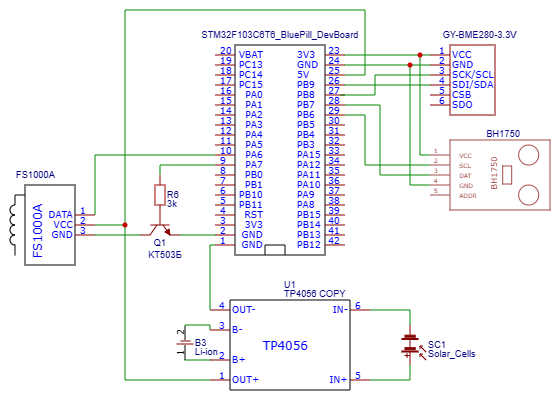 STM32F103C6T6_BluePill_DevBoard
20 VBAT 3V3 23
19 PC13 GND 24
18 PC14 5V 25
17 PC15 PB9 26
16 PA0 PB8 27
15 PA1 PB7 28
14 PA2 PB6 29
13 PA3 PB5 30
12 PA4 PB4 31
11 PA5 PB3 32
10 PA6 PA15 33
9 PA7 PA12 34
8 PB0 PA11 35
7 PB1 PA10 36
6 PB10 PA9 37
5 PB11 PA8 38
4 RST PB15 39
3 3V3 PB14 40
2 GND PB13 41
1 GND PB12 42
GY-BME280-3.3V
1 VCC
2 GND
3 SCK/SCL
4 SDI/SDA
5 CSB
6 SDO
BH1750
1 VCC
2 SCL
3 DAT
4 GND
5 ADDR
BH1750
FS1000A
FS1000A
DATA 1
VCC 2
GND 3
R6
3k
Q1
КТ503Б
U1
TP4056 COPY
4 OUT- IN- 6
3 B-
TP4056
2 B+
1 OUT+ IN+ 5
2
B3
Li-ion
1
SC1
Solar_Cells
+